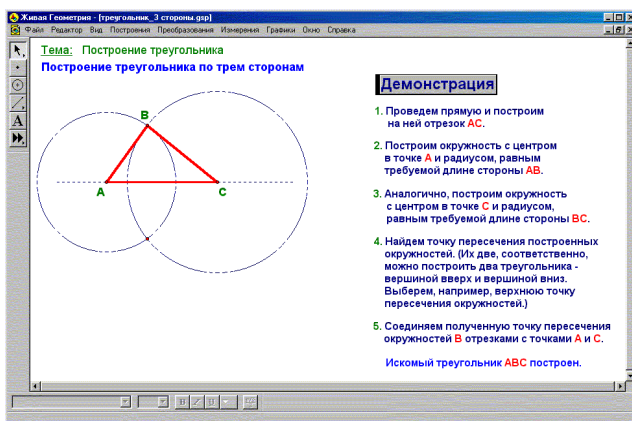 Живая Геометрия - [треугольник_3 стороны.gsp]
Файл Редактор Вид Построения Преобразования Измерения Графики Окно Справка
Тема: Построение треугольника
Построение треугольника по трем сторонам
B
A
C
Демонстрация
1. Проведем прямую и построим
на ней отрезок AC.
2. Построим окружность с центром
в точке A и радиусом, равным
требуемой длине стороны AB.
3. Аналогично, построим окружность
с центром в точке C и радиусом,
равным требуемой длине стороны BC.
4. Найдем точку пересечения построенных
окружностей. (Их две, соответственно,
можно построить два треугольника -
вершиной вверх и вершиной вниз.
Выберем, например, верхнюю точку
пересечения окружностей.)
5. Соединяем полученную точку пересечения
окружностей B отрезками с точками A и C.
Искомый треугольник ABC построен.
A